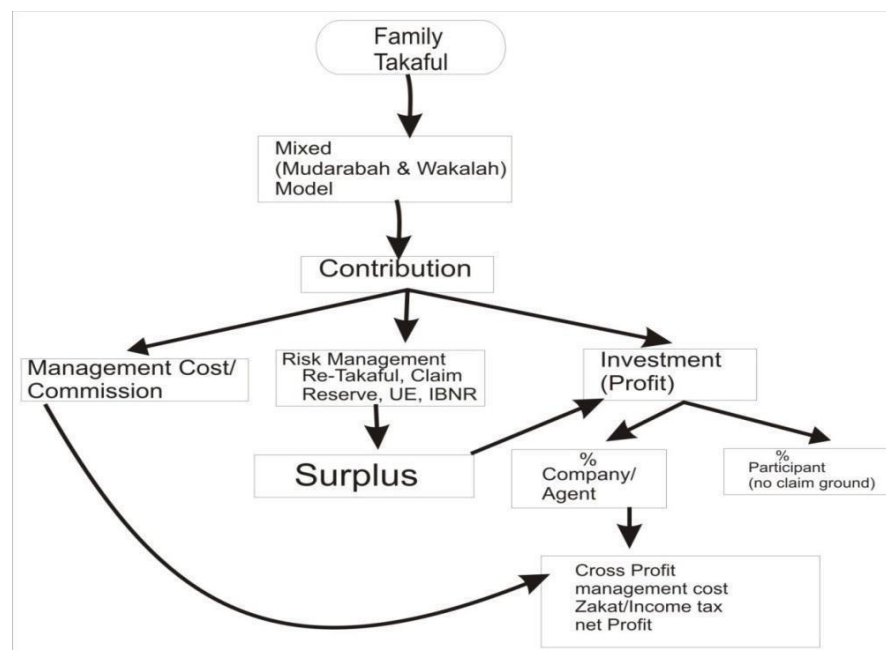 Family
Takaful
Mixed
(Mudarabah & Wakalah)
Model
Contribution
Management Cost/
Commission
Risk Management
Re-Takaful, Claim
Reserve, UE, IBNR
Investment
(Profit)
Surplus
%
Company/
Agent
%
Participant
(no claim ground)
Cross Profit
management cost
Zakat/Income tax
net Profit